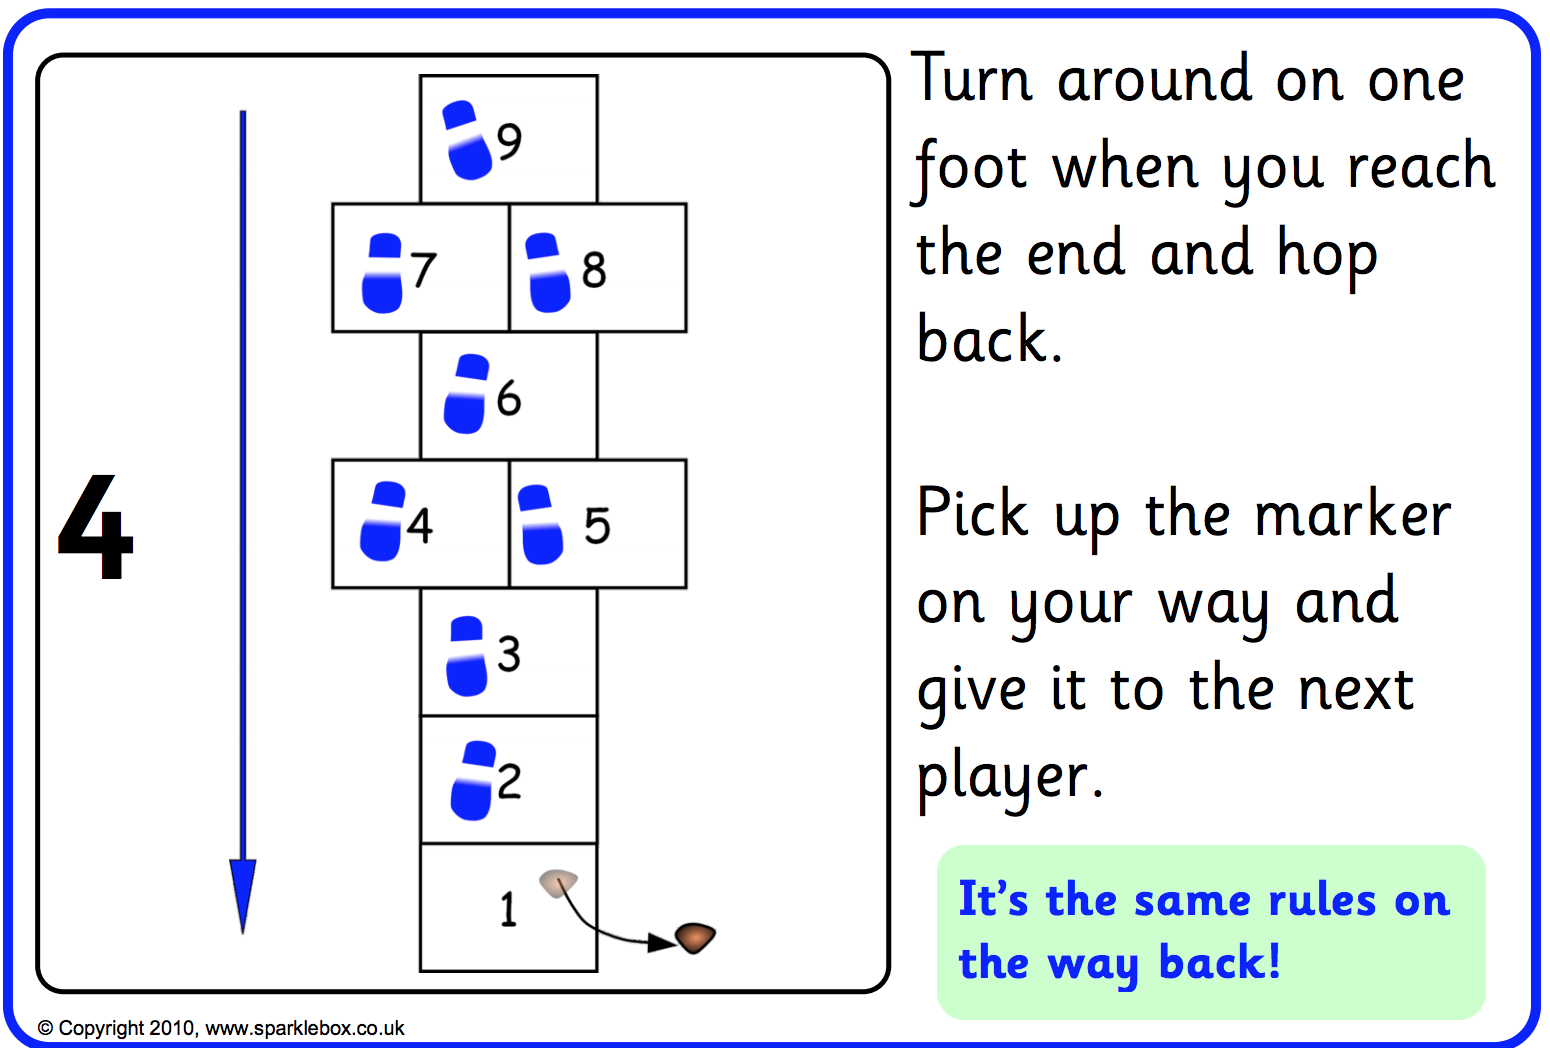 Turn around on one
foot when you reach
the end and hop
back.
Pick up the marker
on your way and
give it to the next
player.
It's the same rules on
the way back!
4
9
7 8
6
4 5
3
2
1
© Copyright 2010, www.sparklebox.co.uk